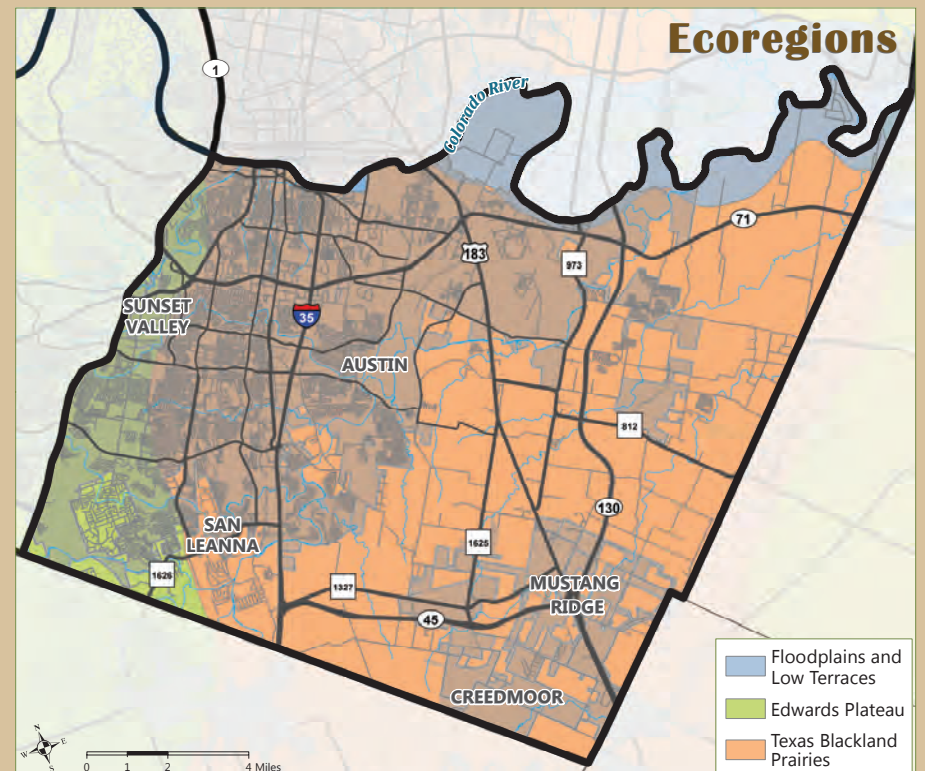 Ecoregions
1
Colorado River
71
183
973
SUNSET
VALLEY
35
AUSTIN
812
130
SAN
LEANNA
1625
1626
1327
MUSTANG
RIDGE
45
CREEDMOOR
Floodplains and
Low Terraces
Edwards Plateau
Texas Blackland
Prairies
N
W E
S
0 1 2 4 Miles